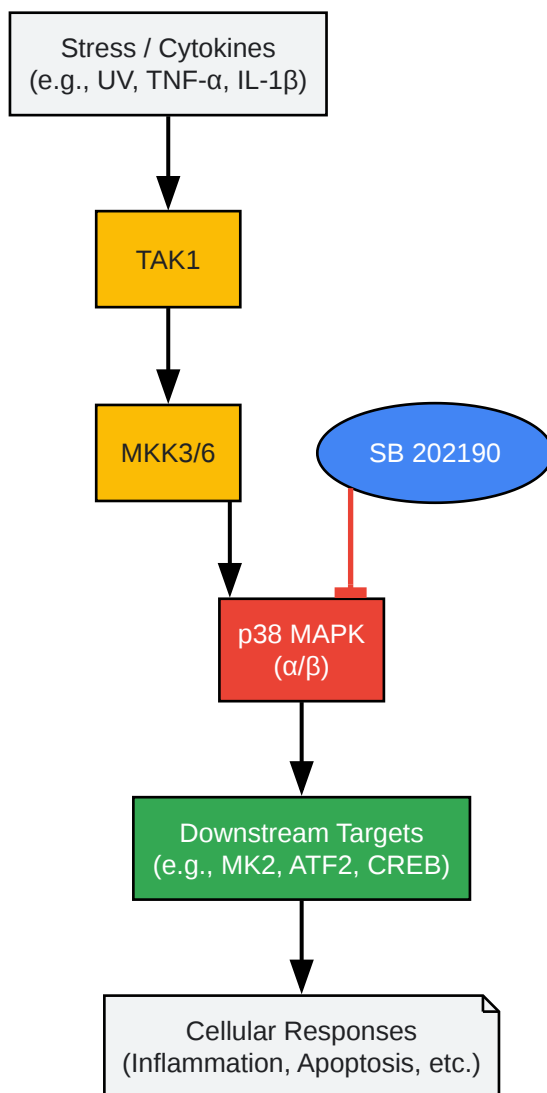 Stress / Cytokines
(e.g., UV, TNF-α, IL-1β)
TAK1
MKK3/6
SB 202190
p38 MAPK
(α/β)
Downstream Targets
(e.g., MK2, ATF2, CREB)
Cellular Responses
(Inflammation, Apoptosis, etc.)